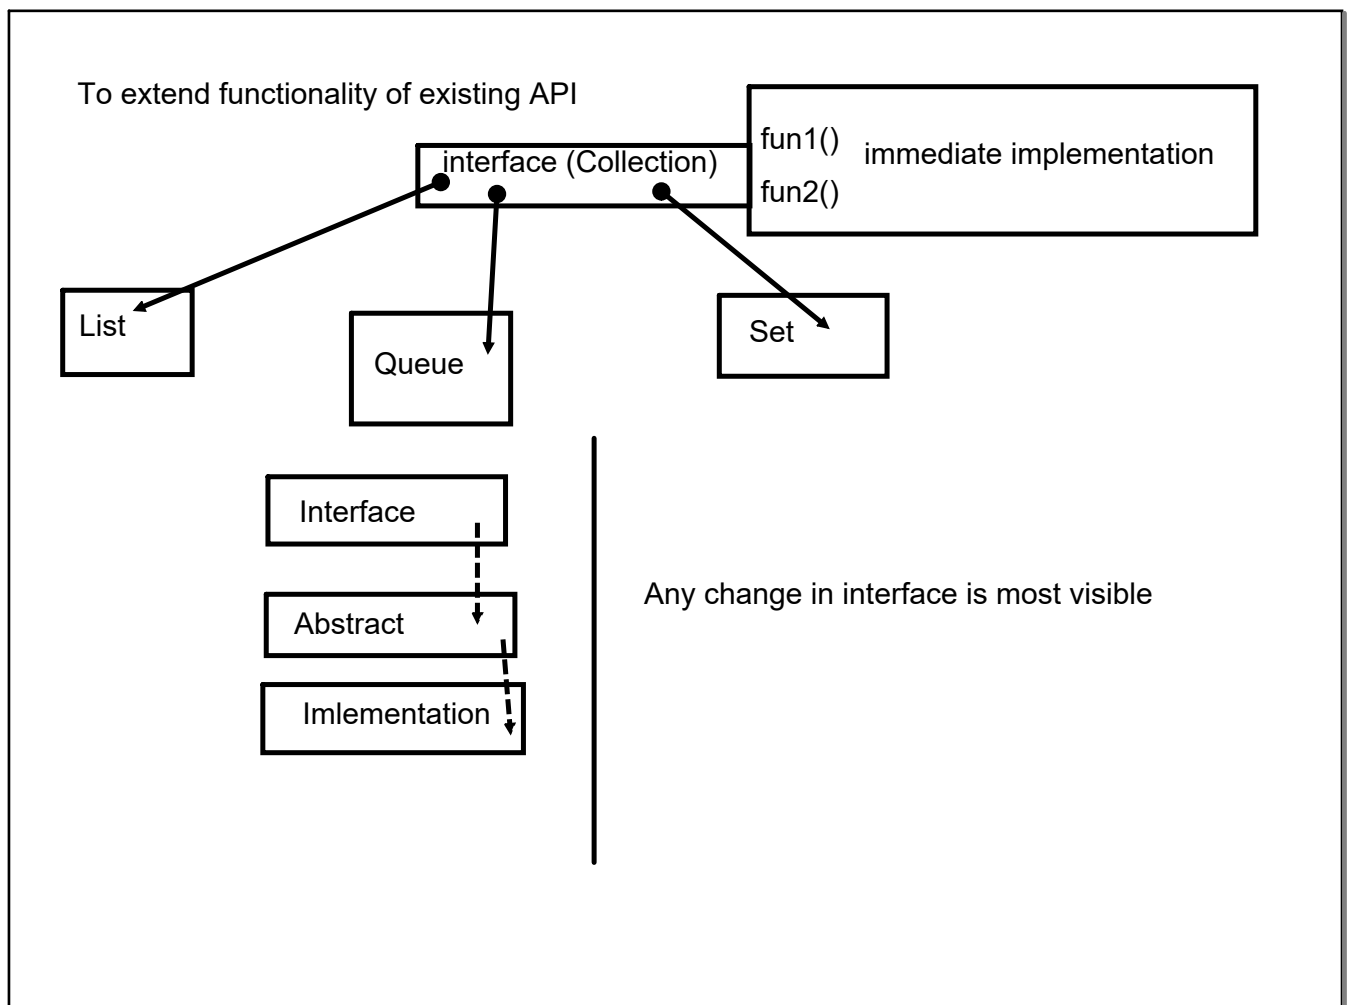 To extend functionality of existing API
fun1()
interface (Collection)
immediate implementation
fun2()
List
Queue
Set
Interface
Any change in interface is most visible
Abstract
Imlementation